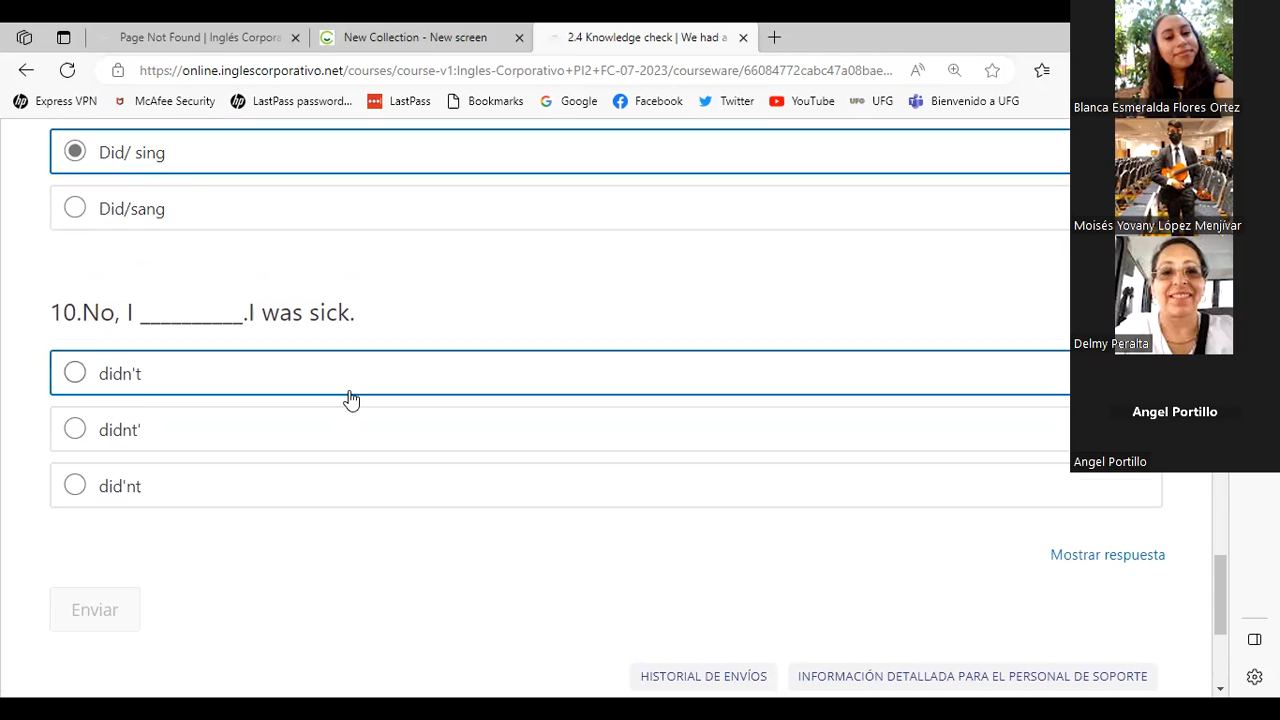 Page Not Found | Inglés Corpora
New Collection - New screen
2.4 Knowledge check | We had a
https://online.inglescorporativo.net/courses/course-v1:Ingles-Corporativo+PI2+FC-07-2023/courseware/66084772cabc47a08bae...
Express VPN
McAfee Security
LastPass password...
LastPass
Bookmarks
Google
Facebook
Twitter
YouTube
UFG
Bienvenido a UFG
Did/ sing
Did/sang
10.No, I __________.I was sick.
didn't
didnt'
did'nt
Mostrar respuesta
Enviar
HISTORIAL DE ENVÍOS
INFORMACIÓN DETALLADA PARA EL PERSONAL DE SOPORTE
Blanca Esmeralda Flores Ortez
Moisés Yovany López Menjívar
Delmy Peralta
Angel Portillo
Angel Portillo